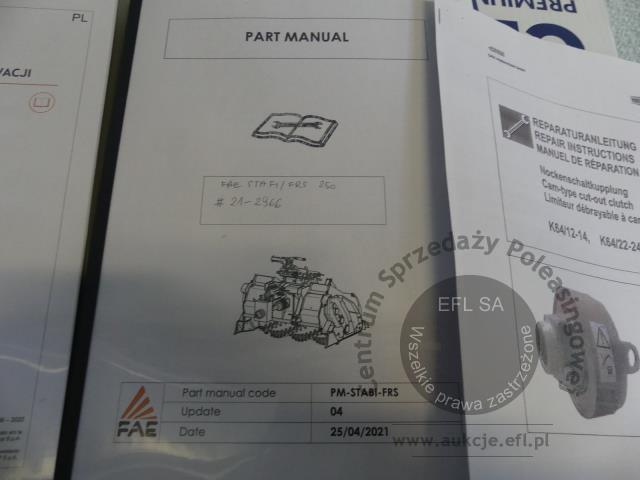 PL
ACJI
PART MANUAL
FAE STABI/FRS 250
# 21-2966
FAE
Part manual code PM-STABI-FRS
Update 04
Date 25/04/2021
PREMIUM
REPARATURANLEITUNG
REPAIR INSTRUCTIONS
MANUEL DE RÉPARATION
Nockenschaltkupplung
Cam-type cut-out clutch
Limiteur débrayable à cam
K64/12-14, K64/22-24
Centrum Sprzedaży Poleasingowej
EFL SA
Wszelkie prawa zastrzeżone
www.aukcje.efl.pl